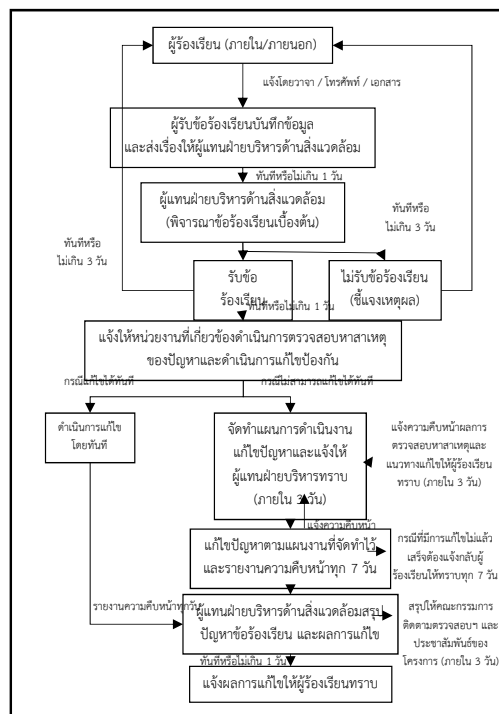 ผู้ร้องเรียน (ภายใน/ภายนอก)
แจ้งโดยวาจา / โทรศัพท์ / เอกสาร
ผู้รับข้อร้องเรียนบันทึกข้อมูล
และส่งเรื่องให้ผู้แทนฝ่ายบริหารด้านสิ่งแวดล้อม
ทันทีหรือไม่เกิน 1 วัน
ผู้แทนฝ่ายบริหารด้านสิ่งแวดล้อม
(พิจารณาข้อร้องเรียนเบื้องต้น)
ทันทีหรือ
ไม่เกิน 3 วัน
ทันทีหรือ
ไม่เกิน 3 วัน
รับข้อ
ร้องเรียน
ไม่รับข้อร้องเรียน
(ชี้แจงเหตุผล)
ทันทีหรือไม่เกิน 1 วัน
แจ้งให้หน่วยงานที่เกี่ยวข้องดำเนินการตรวจสอบหาสาเหตุ
ของปัญหาและดำเนินการแก้ไขป้องกัน
กรณีแก้ไขได้ทันที
กรณีไม่สามารถแก้ไขได้ทันที
ดำเนินการแก้ไข
โดยทันที
จัดทำแผนการดำเนินงาน
แก้ไขปัญหาและแจ้งให้
ผู้แทนฝ่ายบริหารทราบ
(ภายใน 3 วัน)
แจ้งความคืบหน้าผลการ
ตรวจสอบหาสาเหตุและ
แนวทางแก้ไขให้ผู้ร้องเรียน
ทราบ (ภายใน 3 วัน)
แจ้งความคืบหน้า
แก้ไขปัญหาตามแผนงานที่จัดทำไว้
และรายงานความคืบหน้าทุก 7 วัน
กรณีที่มีการแก้ไขไม่แล้ว
เสร็จต้องแจ้งกลับผู้
ร้องเรียนให้ทราบทุก 7 วัน
รายงานความคืบหน้าทุกวัน
ผู้แทนฝ่ายบริหารด้านสิ่งแวดล้อมสรุป
ปัญหาข้อร้องเรียน และผลการแก้ไข
สรุปให้คณะกรรมการ
ติดตามตรวจสอบฯ และ
ประชาสัมพันธ์ของ
โครงการ (ภายใน 3 วัน)
ทันทีหรือไม่เกิน 1 วัน
แจ้งผลการแก้ไขให้ผู้ร้องเรียนทราบ